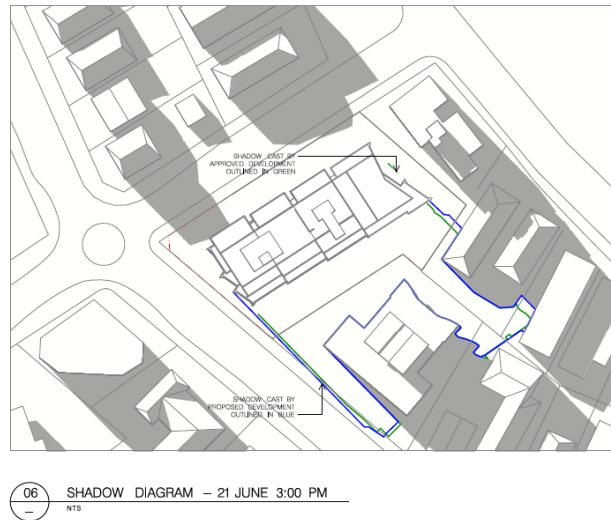 SHADOW CAST BY
APPROVED DEVELOPMENT
OUTLINED IN GREEN
SHADOW CAST BY
PROPOSED DEVELOPMENT
OUTLINED IN BLUE
06
SHADOW DIAGRAM – 21 JUNE 3:00 PM
–
NTS